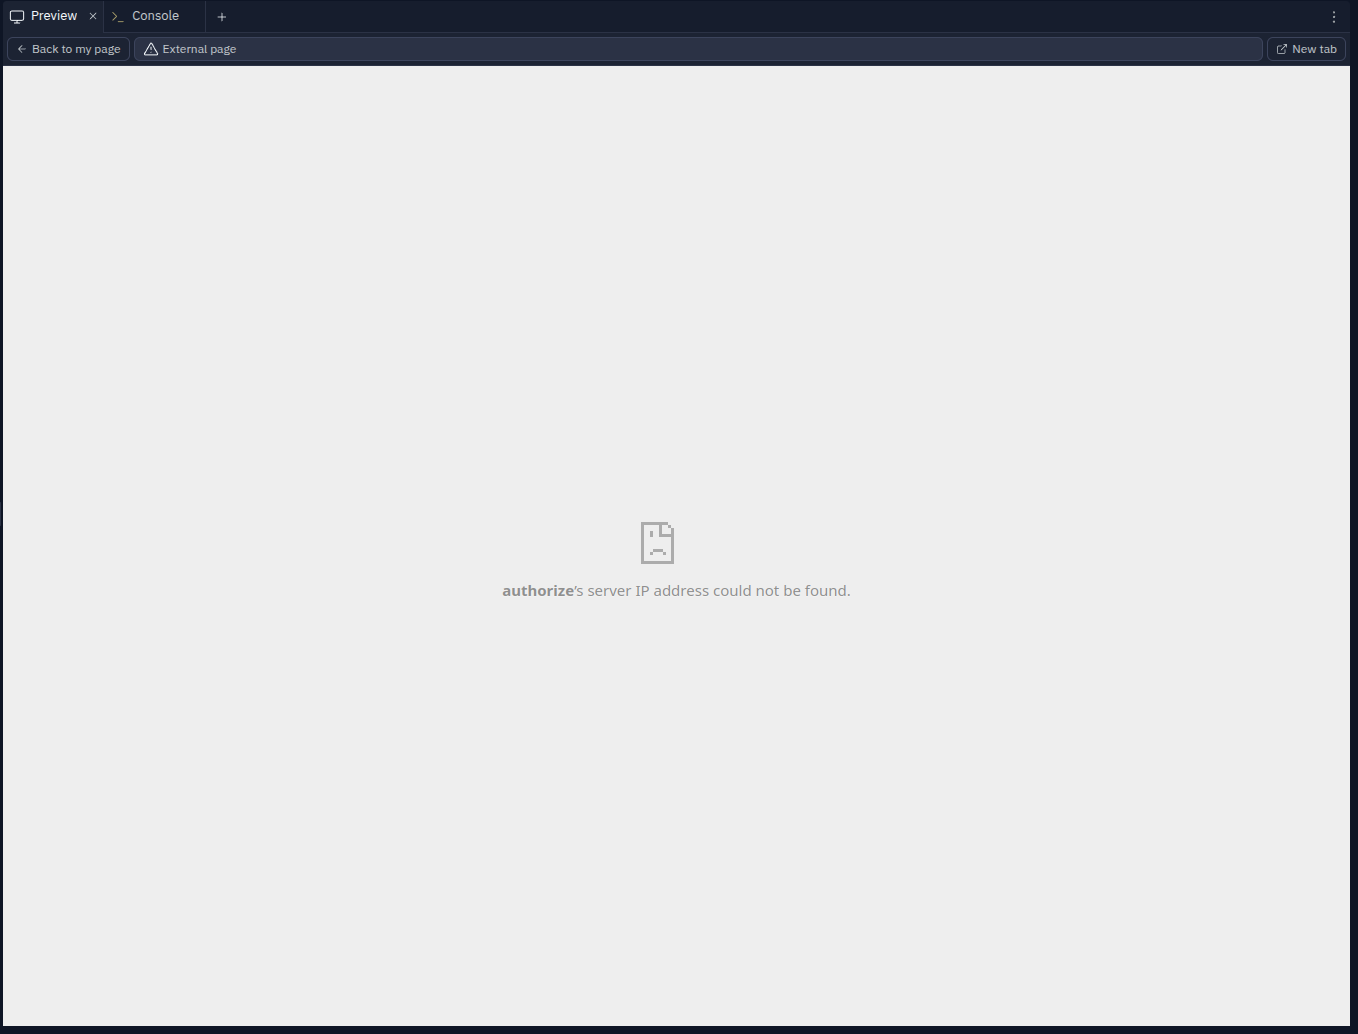 Preview
Console
Back to my page
External page
New tab
authorize's server IP address could not be found.